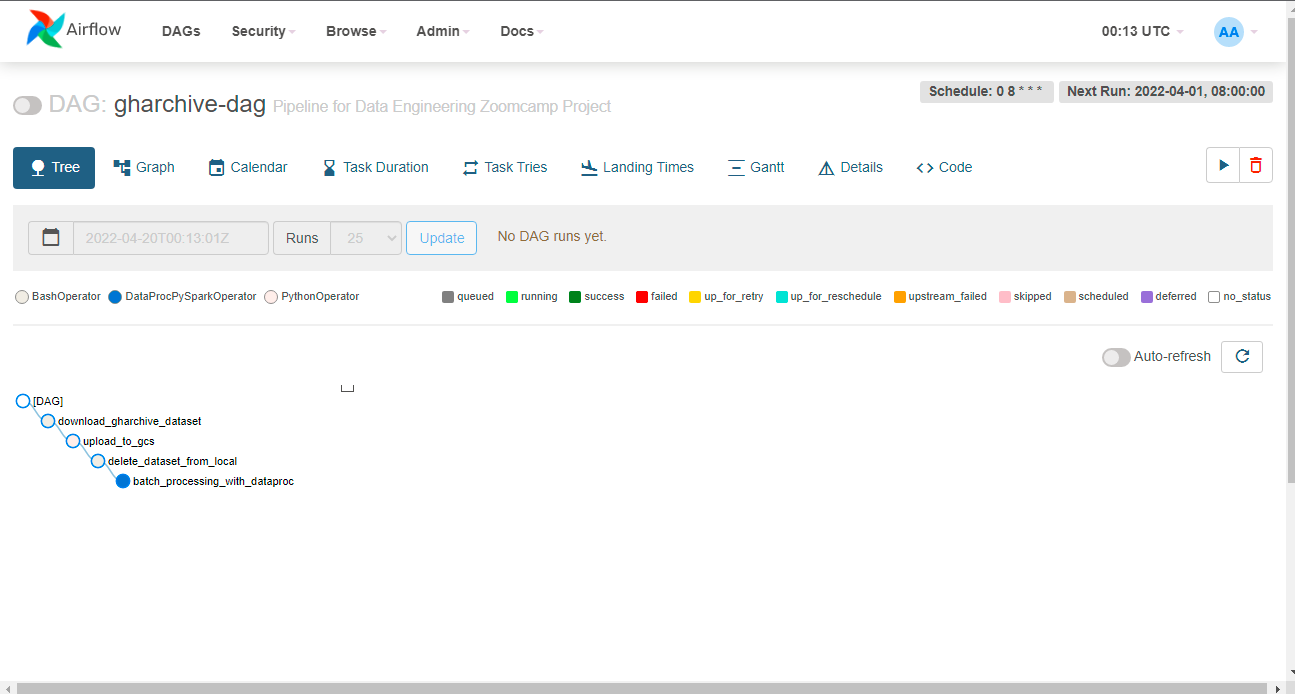 Airflow DAGs Security Browse Admin Docs 00:13 UTC AA
DAG: gharchive-dag Pipeline for Data Engineering Zoomcamp Project Schedule: 0 8 * * * Next Run: 2022-04-01, 08:00:00
Tree Graph Calendar Task Duration Task Tries Landing Times Gantt Details <> Code
2022-04-20T00:13:01Z Runs 25 Update No DAG runs yet.
BashOperator DataProcPySparkOperator PythonOperator queued running success failed up_for_retry up_for_reschedule upstream_failed skipped scheduled deferred no_status
Auto-refresh
[DAG]
download_gharchive_dataset
upload_to_gcs
delete_dataset_from_local
batch_processing_with_dataproc